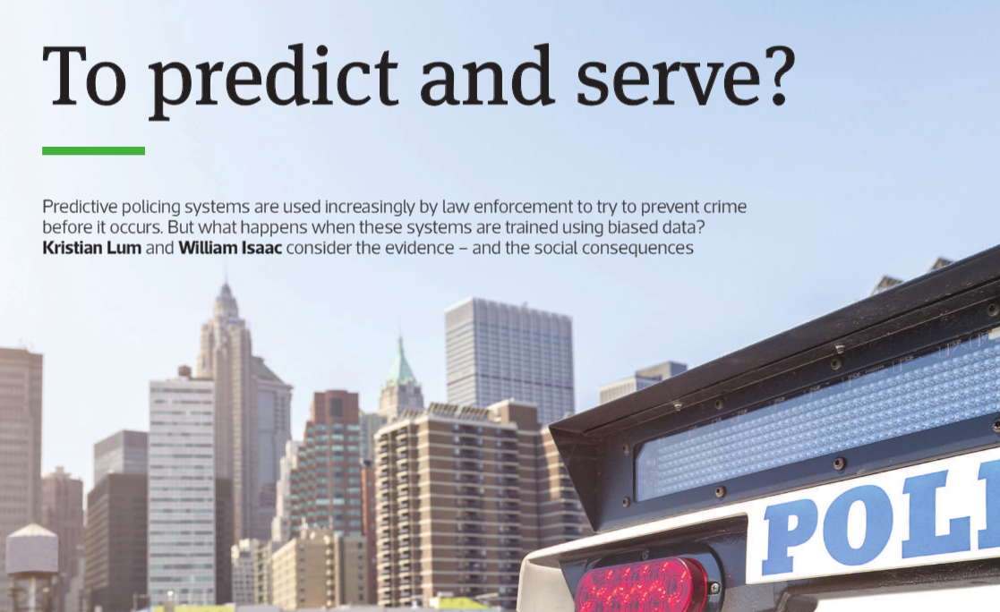 To predict and serve?
Predictive policing systems are used increasingly by law enforcement to try to prevent crime
before it occurs. But what happens when these systems are trained using biased data?
Kristian Lum and William Isaac consider the evidence – and the social consequences
POLI